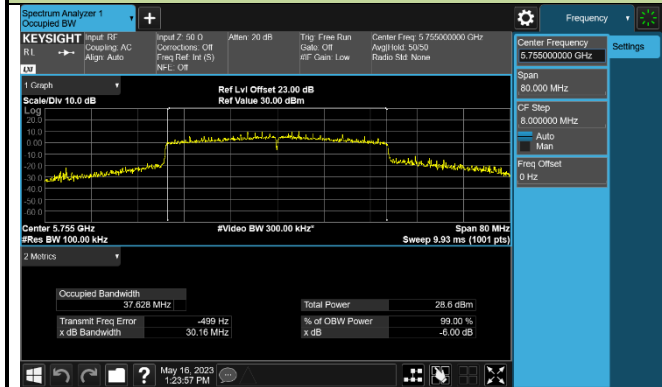 Spectrum Analyzer 1
Occupied BW
Frequency
KEYSIGHT
Input: RF
Coupling: AC
Align: Auto
Input Z: 50 Ω
Corrections: Off
Freq Ref: Int (S)
NFE: Off
Atten: 20 dB
Trig: Free Run
Gate: Off
#IF Gain: Low
Center Freq: 5.755000000 GHz
Avg|Hold: 50/50
Radio Std: None
RL
LXI
Center Frequency
5.755000000 GHz
Settings
Span
80.000 MHz
CF Step
8.000000 MHz
Auto
Man
Freq Offset
0 Hz
1 Graph
Scale/Div 10.0 dB
Ref Lvl Offset 23.00 dB
Ref Value 30.00 dBm
Log
20.0
10.0
0.00
-10.0
-20.0
-30.0
-40.0
-50.0
-60.0
Center 5.755 GHz
#Res BW 100.00 kHz
#Video BW 300.00 kHz*
Span 80 MHz
Sweep 9.93 ms (1001 pts)
2 Metrics
Occupied Bandwidth
37.628 MHz
Total Power 28.6 dBm
Transmit Freq Error -499 Hz
% of OBW Power 99.00 %
x dB Bandwidth 30.16 MHz
x dB -6.00 dB
May 16, 2023
1:23:57 PM